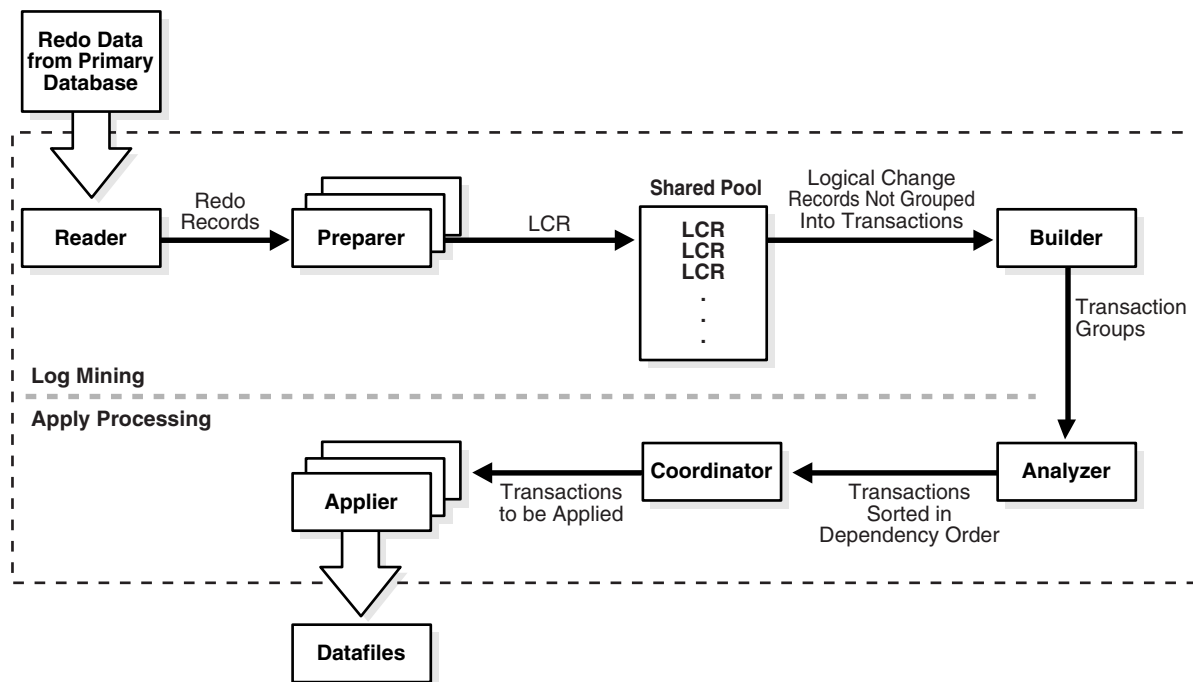 Redo Data
from Primary
Database
Reader
Redo
Records
Preparer
LCR
Shared Pool
LCR
LCR
LCR
.
.
.
Logical Change
Records Not Grouped
Into Transactions
Builder
Transaction
Groups
Log Mining
Apply Processing
Applier
Transactions
to be Applied
Coordinator
Transactions
Sorted in
Dependency Order
Analyzer
Datafiles